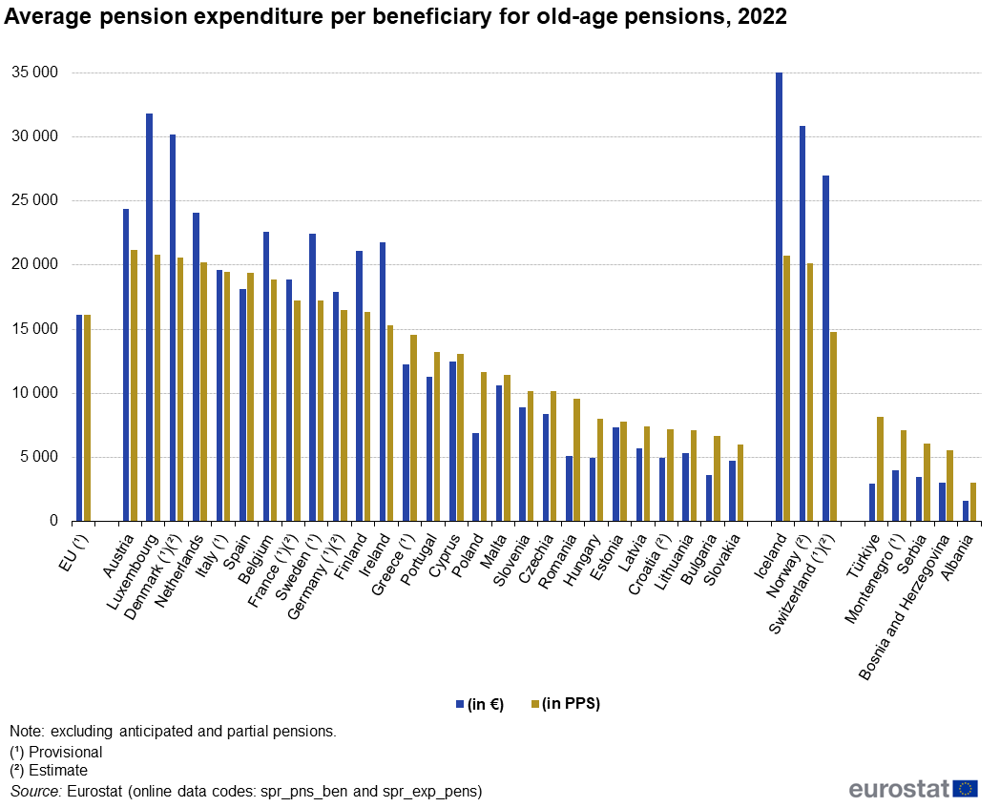 Average pension expenditure per beneficiary for old-age pensions, 2022
35 000
30 000
25 000
20 000
15 000
10 000
5 000
0
EU (¹)
Austria
Luxembourg
Denmark (¹)(²)
Netherlands
Italy (¹)
Spain
Belgium
France (¹)(²)
Sweden (¹)
Germany (¹)(²)
Finland
Ireland
Greece (¹)
Portugal
Cyprus
Poland
Malta
Slovenia
Czechia
Romania
Hungary
Estonia
Latvia
Croatia (²)
Lithuania
Bulgaria
Slovakia
Iceland
Norway (²)
Switzerland (¹)(²)
Türkiye
Montenegro (¹)
Serbia
Bosnia and Herzegovina
Albania
(in €) (in PPS)
Note: excluding anticipated and partial pensions.
(¹) Provisional
(²) Estimate
Source: Eurostat (online data codes: spr_pns_ben and spr_exp_pens)
eurostat